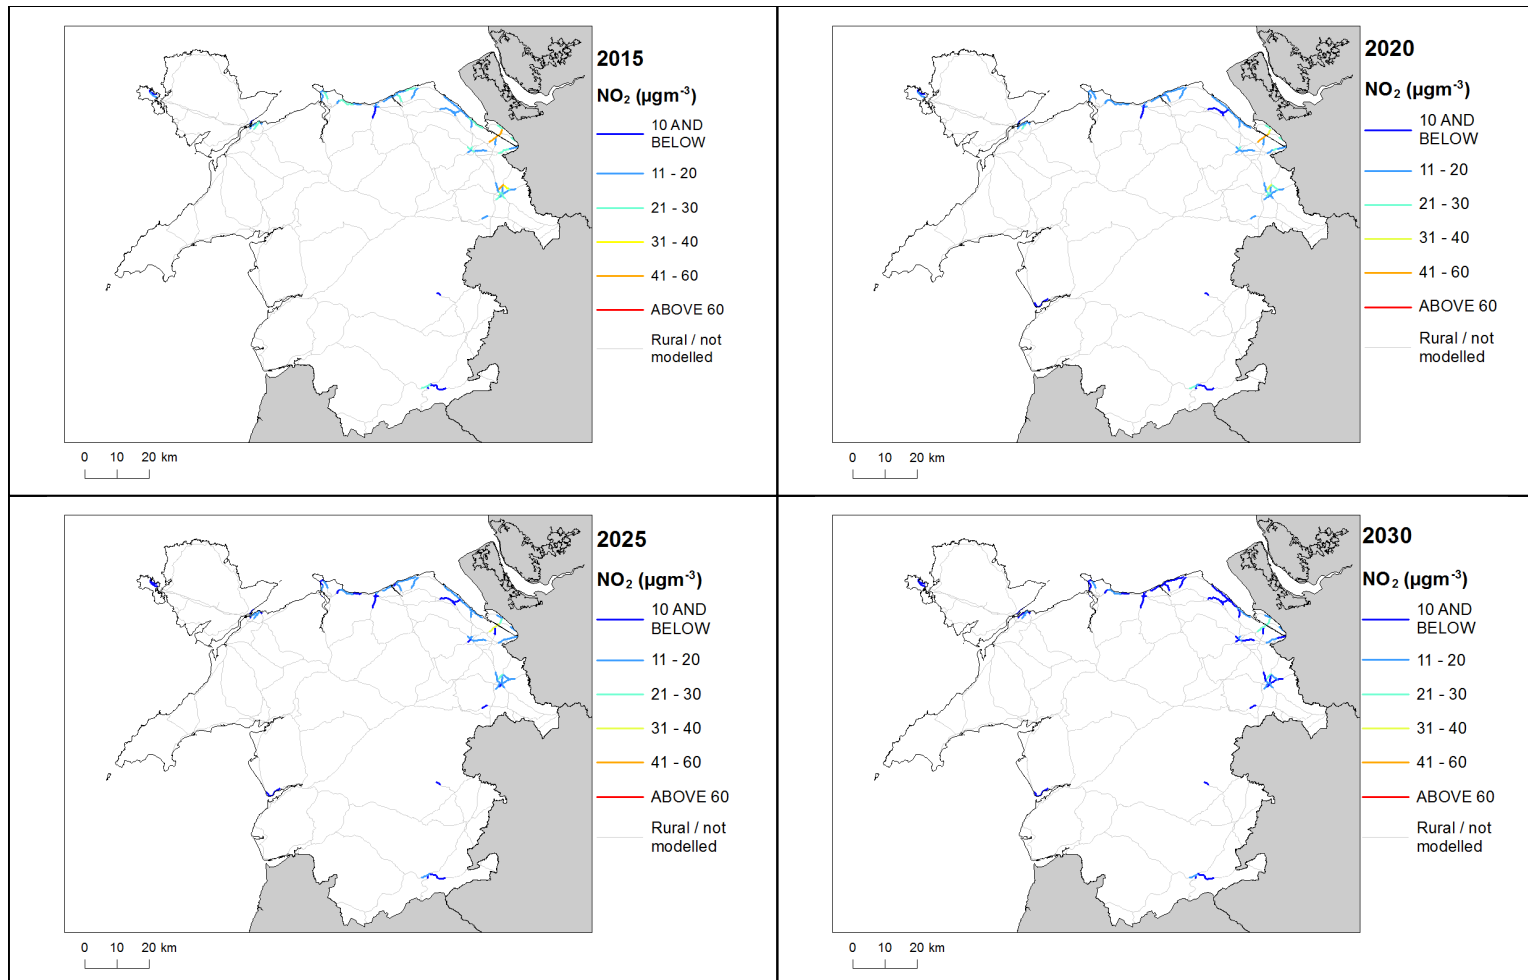 2015
NO₂ (µgm⁻³)
10 AND
BELOW
11 - 20
21 - 30
31 - 40
41 - 60
ABOVE 60
Rural / not
modelled
0 10 20 km
2020
NO₂ (µgm⁻³)
10 AND
BELOW
11 - 20
21 - 30
31 - 40
41 - 60
ABOVE 60
Rural / not
modelled
0 10 20 km
2025
NO₂ (µgm⁻³)
10 AND
BELOW
11 - 20
21 - 30
31 - 40
41 - 60
ABOVE 60
Rural / not
modelled
0 10 20 km
2030
NO₂ (µgm⁻³)
10 AND
BELOW
11 - 20
21 - 30
31 - 40
41 - 60
ABOVE 60
Rural / not
modelled
0 10 20 km